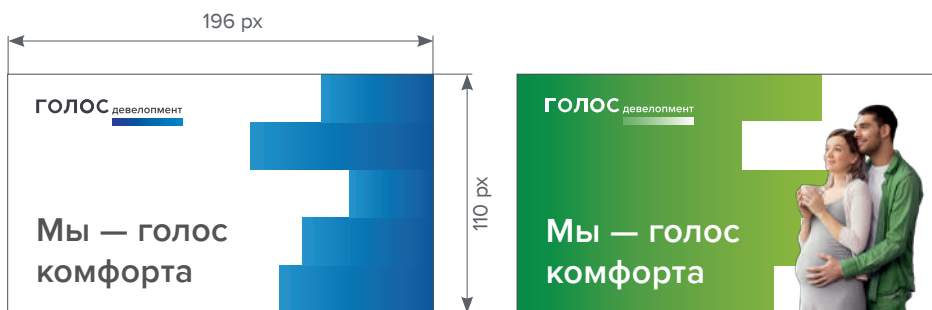 196 px
ГОЛОС девелопмент
Мы — голос
комфорта
110 px
ГОЛОС девелопмент
Мы — голос
комфорта